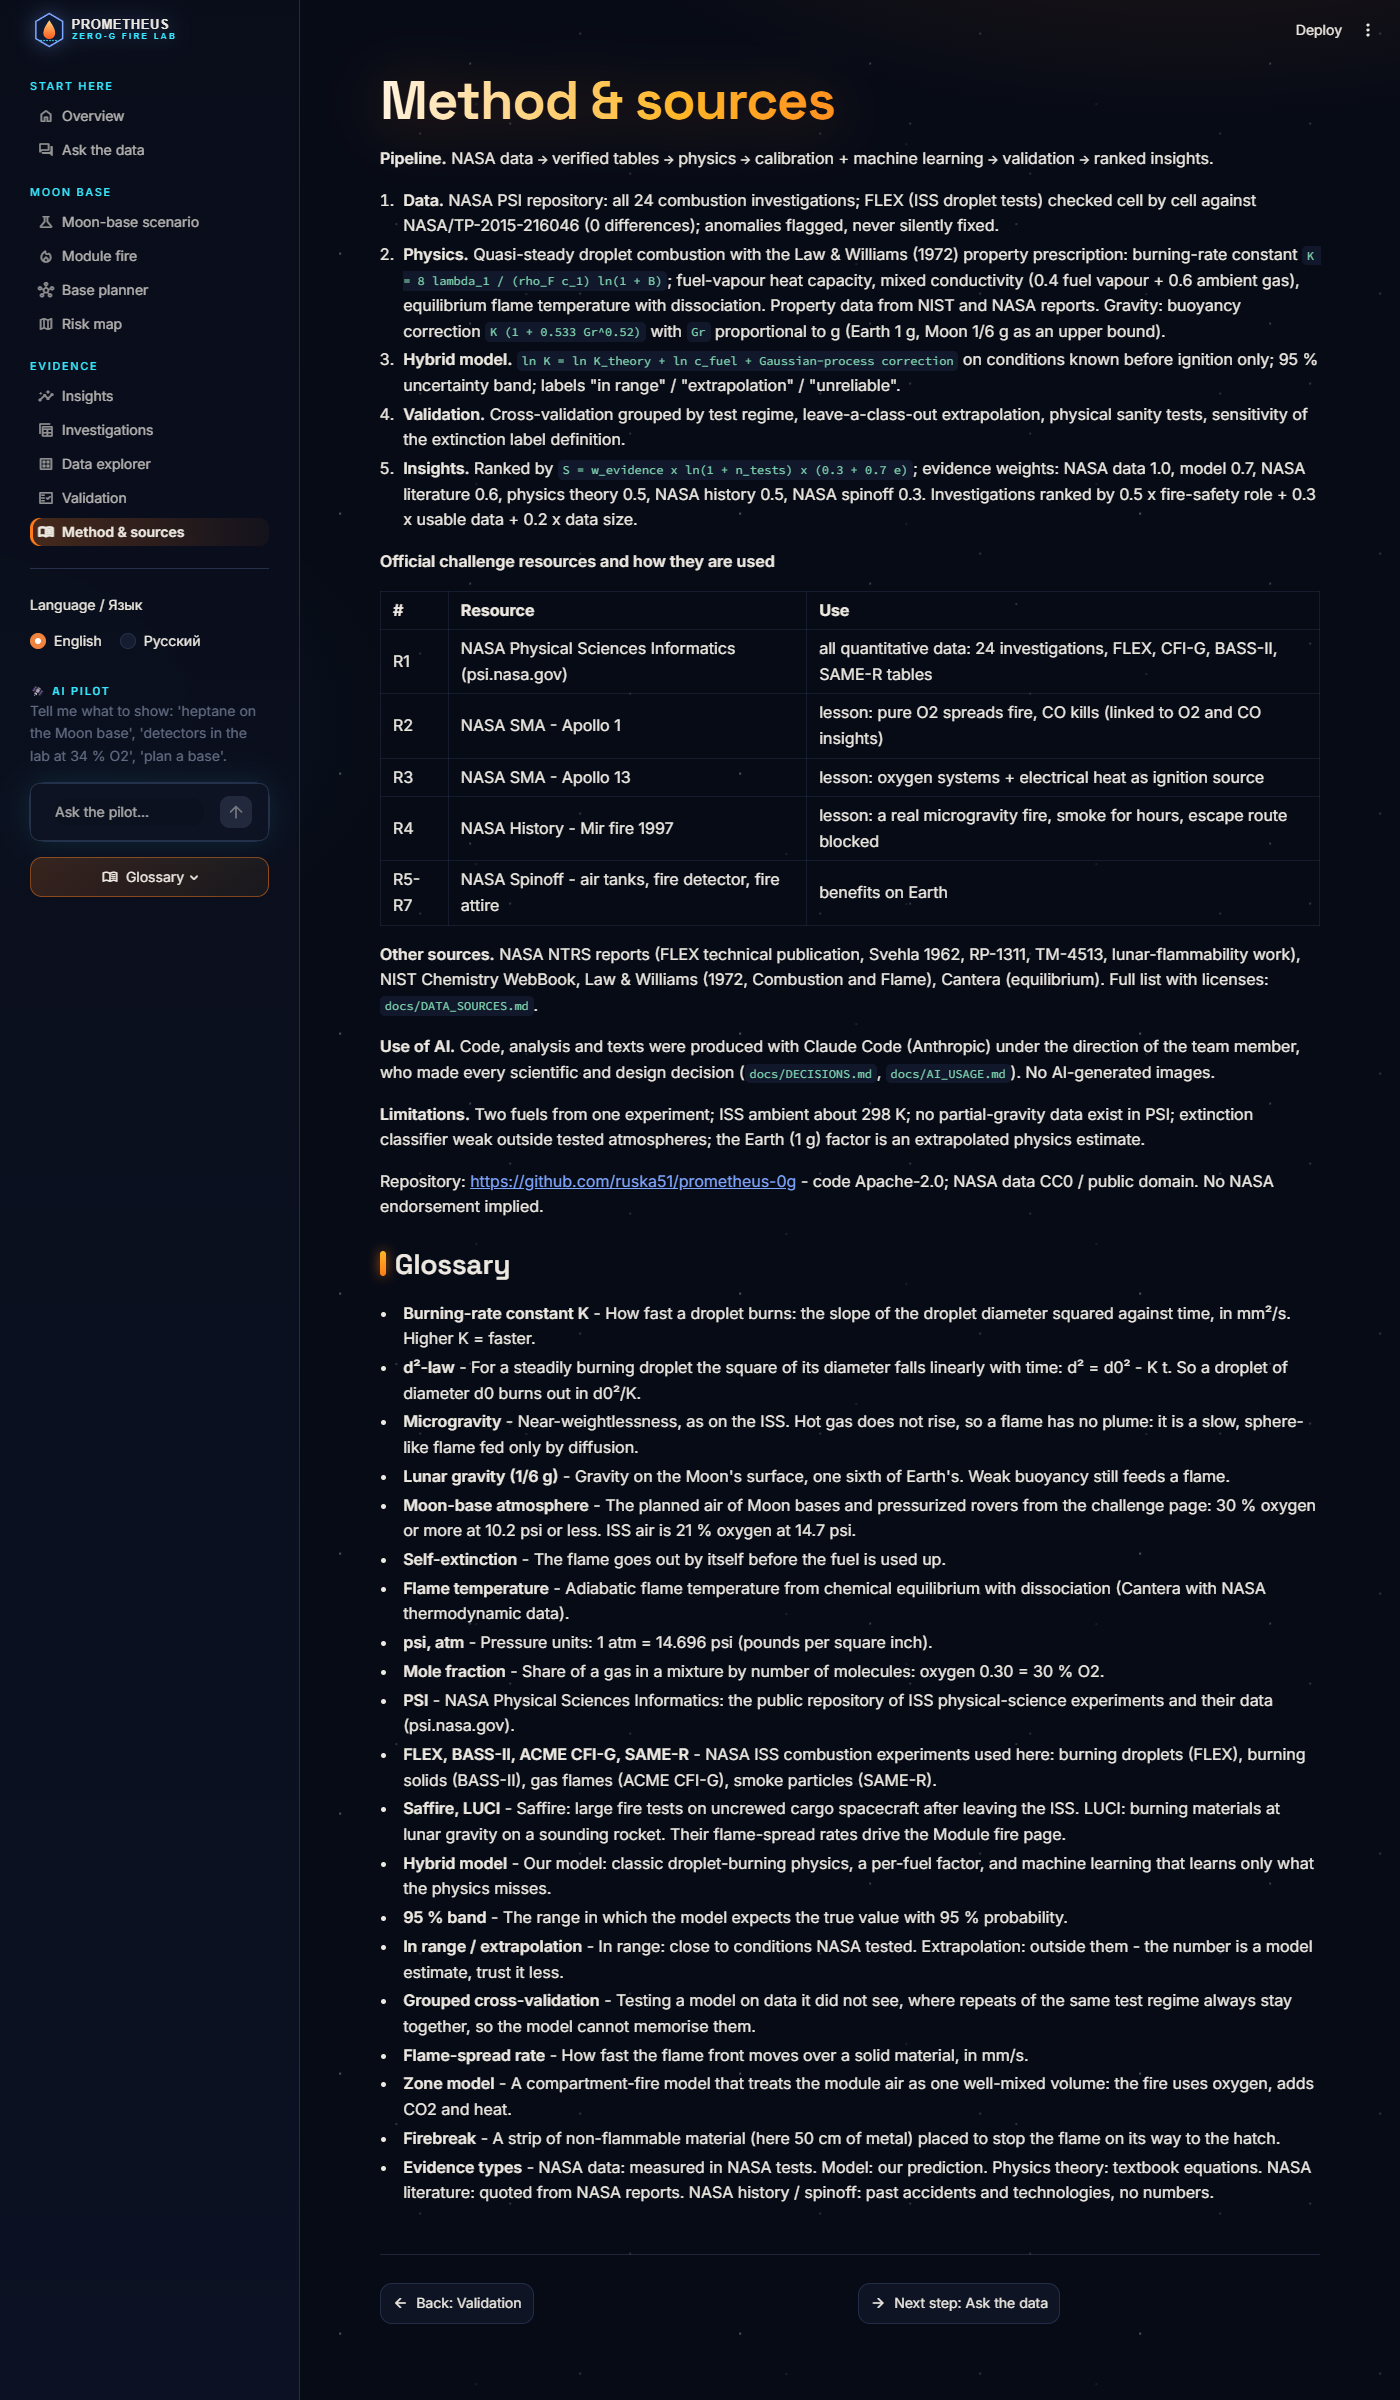 PROMETHEUS
ZERO-G FIRE LAB
START HERE
Overview
Ask the data
MOON BASE
Moon-base scenario
Module fire
Base planner
Risk map
EVIDENCE
Insights
Investigations
Data explorer
Validation
Method & sources
Language / Язык
English
Русский
AI PILOT
Tell me what to show: 'heptane on
the Moon base', 'detectors in the
lab at 34 % O2', 'plan a base'.
Ask the pilot...
Glossary
Deploy
Method & sources
Pipeline. NASA data → verified tables → physics → calibration + machine learning → validation → ranked insights.
1. Data. NASA PSI repository: all 24 combustion investigations; FLEX (ISS droplet tests) checked cell by cell against
NASA/TP-2015-216046 (0 differences); anomalies flagged, never silently fixed.
2. Physics. Quasi-steady droplet combustion with the Law & Williams (1972) property prescription: burning-rate constant K
= 8 lambda_1 / (rho_F c_1) ln(1 + B) ; fuel-vapour heat capacity, mixed conductivity (0.4 fuel vapour + 0.6 ambient gas),
equilibrium flame temperature with dissociation. Property data from NIST and NASA reports. Gravity: buoyancy
correction K (1 + 0.533 Gr^0.52) with Gr proportional to g (Earth 1 g, Moon 1/6 g as an upper bound).
3. Hybrid model. ln K = ln K_theory + ln c_fuel + Gaussian-process correction on conditions known before ignition only; 95 %
uncertainty band; labels "in range" / "extrapolation" / "unreliable".
4. Validation. Cross-validation grouped by test regime, leave-a-class-out extrapolation, physical sanity tests, sensitivity of
the extinction label definition.
5. Insights. Ranked by S = w_evidence x ln(1 + n_tests) x (0.3 + 0.7 e) ; evidence weights: NASA data 1.0, model 0.7, NASA
literature 0.6, physics theory 0.5, NASA history 0.5, NASA spinoff 0.3. Investigations ranked by 0.5 x fire-safety role + 0.3
x usable data + 0.2 x data size.
Official challenge resources and how they are used
# Resource Use
R1 NASA Physical Sciences Informatics (psi.nasa.gov) all quantitative data: 24 investigations, FLEX, CFI-G, BASS-II, SAME-R tables
R2 NASA SMA - Apollo 1 lesson: pure O2 spreads fire, CO kills (linked to O2 and CO insights)
R3 NASA SMA - Apollo 13 lesson: oxygen systems + electrical heat as ignition source
R4 NASA History - Mir fire 1997 lesson: a real microgravity fire, smoke for hours, escape route blocked
R5-R7 NASA Spinoff - air tanks, fire detector, fire attire benefits on Earth
Other sources. NASA NTRS reports (FLEX technical publication, Svehla 1962, RP-1311, TM-4513, lunar-flammability work),
NIST Chemistry WebBook, Law & Williams (1972, Combustion and Flame), Cantera (equilibrium). Full list with licenses:
docs/DATA_SOURCES.md .
Use of AI. Code, analysis and texts were produced with Claude Code (Anthropic) under the direction of the team member,
who made every scientific and design decision ( docs/DECISIONS.md , docs/AI_USAGE.md ). No AI-generated images.
Limitations. Two fuels from one experiment; ISS ambient about 298 K; no partial-gravity data exist in PSI; extinction
classifier weak outside tested atmospheres; the Earth (1 g) factor is an extrapolated physics estimate.
Repository: https://github.com/ruska51/prometheus-0g - code Apache-2.0; NASA data CC0 / public domain. No NASA
endorsement implied.
Glossary
• Burning-rate constant K - How fast a droplet burns: the slope of the droplet diameter squared against time, in mm²/s.
Higher K = faster.
• d²-law - For a steadily burning droplet the square of its diameter falls linearly with time: d² = d0² - K t. So a droplet of
diameter d0 burns out in d0²/K.
• Microgravity - Near-weightlessness, as on the ISS. Hot gas does not rise, so a flame has no plume: it is a slow, sphere-
like flame fed only by diffusion.
• Lunar gravity (1/6 g) - Gravity on the Moon's surface, one sixth of Earth's. Weak buoyancy still feeds a flame.
• Moon-base atmosphere - The planned air of Moon bases and pressurized rovers from the challenge page: 30 % oxygen
or more at 10.2 psi or less. ISS air is 21 % oxygen at 14.7 psi.
• Self-extinction - The flame goes out by itself before the fuel is used up.
• Flame temperature - Adiabatic flame temperature from chemical equilibrium with dissociation (Cantera with NASA
thermodynamic data).
• psi, atm - Pressure units: 1 atm = 14.696 psi (pounds per square inch).
• Mole fraction - Share of a gas in a mixture by number of molecules: oxygen 0.30 = 30 % O2.
• PSI - NASA Physical Sciences Informatics: the public repository of ISS physical-science experiments and their data
(psi.nasa.gov).
• FLEX, BASS-II, ACME CFI-G, SAME-R - NASA ISS combustion experiments used here: burning droplets (FLEX), burning
solids (BASS-II), gas flames (ACME CFI-G), smoke particles (SAME-R).
• Saffire, LUCI - Saffire: large fire tests on uncrewed cargo spacecraft after leaving the ISS. LUCI: burning materials at
lunar gravity on a sounding rocket. Their flame-spread rates drive the Module fire page.
• Hybrid model - Our model: classic droplet-burning physics, a per-fuel factor, and machine learning that learns only what
the physics misses.
• 95 % band - The range in which the model expects the true value with 95 % probability.
• In range / extrapolation - In range: close to conditions NASA tested. Extrapolation: outside them - the number is a model
estimate, trust it less.
• Grouped cross-validation - Testing a model on data it did not see, where repeats of the same test regime always stay
together, so the model cannot memorise them.
• Flame-spread rate - How fast the flame front moves over a solid material, in mm/s.
• Zone model - A compartment-fire model that treats the module air as one well-mixed volume: the fire uses oxygen, adds
CO2 and heat.
• Firebreak - A strip of non-flammable material (here 50 cm of metal) placed to stop the flame on its way to the hatch.
• Evidence types - NASA data: measured in NASA tests. Model: our prediction. Physics theory: textbook equations. NASA
literature: quoted from NASA reports. NASA history / spinoff: past accidents and technologies, no numbers.
← Back: Validation
→ Next step: Ask the data